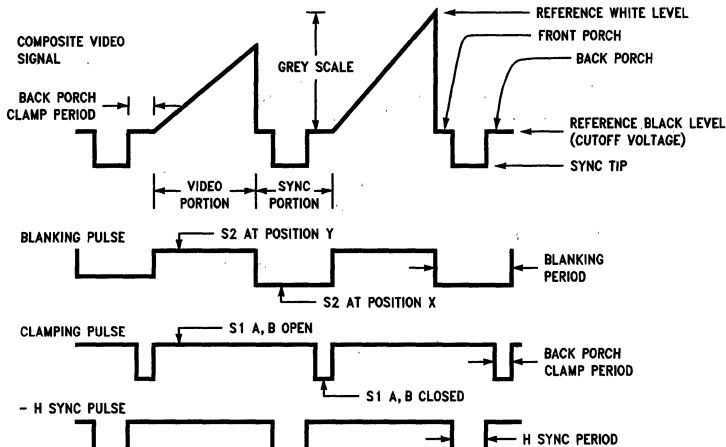 REFERENCE WHITE LEVEL
FRONT PORCH
COMPOSITE VIDEO
SIGNAL
BACK PORCH
GREY SCALE
BACK PORCH
CLAMP PERIOD
REFERENCE BLACK LEVEL
(CUTOFF VOLTAGE)
SYNC TIP
VIDEO
PORTION
SYNC
PORTION
BLANKING PULSE
S2 AT POSITION Y
BLANKING
PERIOD
S2 AT POSITION X
CLAMPING PULSE
S1 A, B OPEN
BACK PORCH
CLAMP PERIOD
S1 A, B CLOSED
- H SYNC PULSE
H SYNC PERIOD